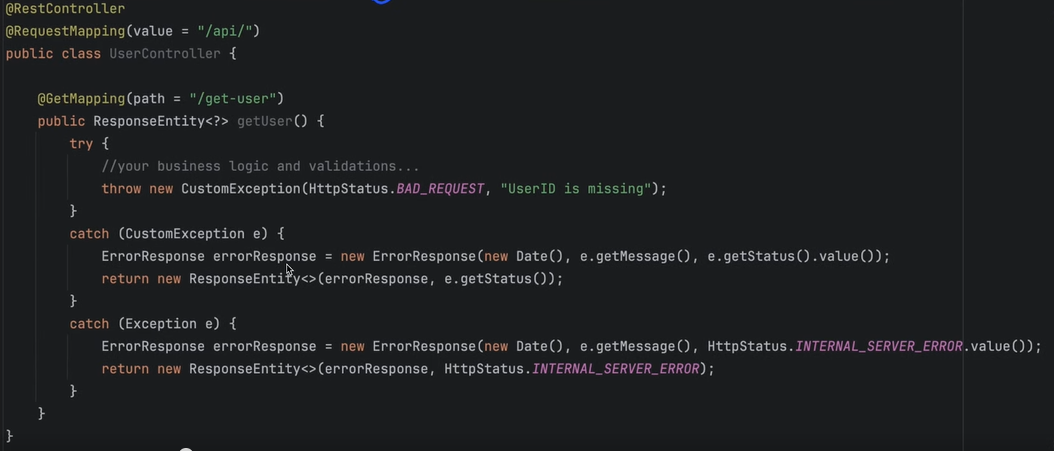 @RestController
@RequestMapping(value = "/api/")
public class UserController {
@GetMapping(path = "/get-user")
public ResponseEntity<?> getUser() {
try {
//your business logic and validations...
throw new CustomException(HttpStatus.BAD_REQUEST, "UserID is missing");
}
catch (CustomException e) {
ErrorResponse errorResponse = new ErrorResponse(new Date(), e.getMessage(), e.getStatus().value());
return new ResponseEntity<>(errorResponse, e.getStatus());
}
catch (Exception e) {
ErrorResponse errorResponse = new ErrorResponse(new Date(), e.getMessage(), HttpStatus.INTERNAL_SERVER_ERROR.value());
return new ResponseEntity<>(errorResponse, HttpStatus.INTERNAL_SERVER_ERROR);
}
}
}